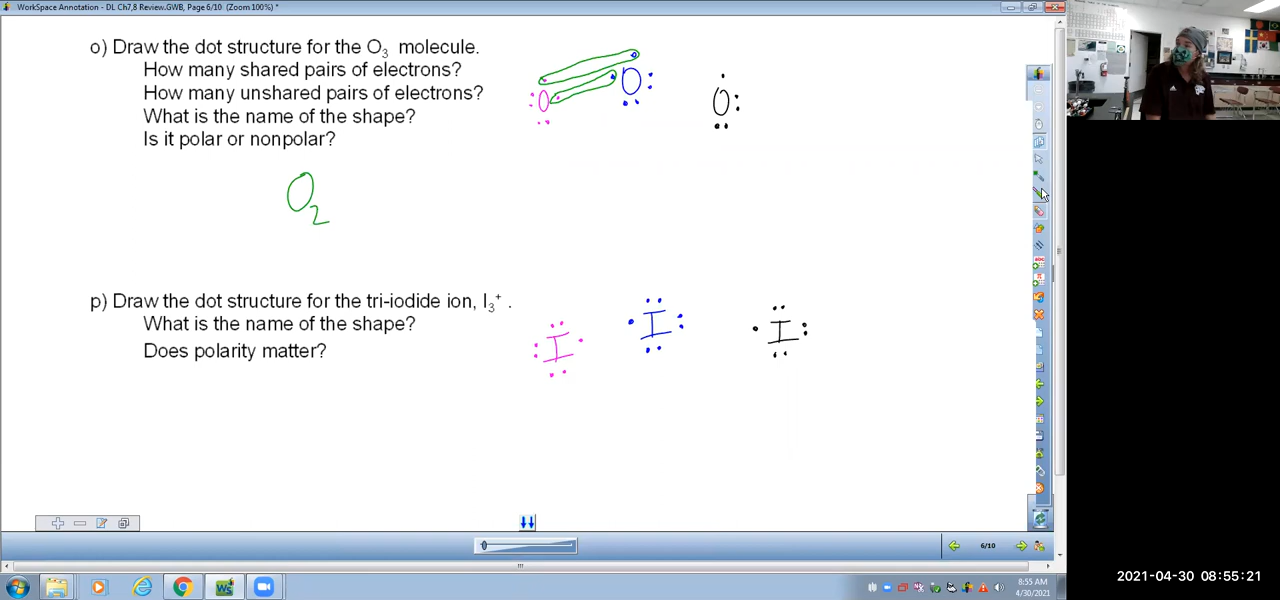 WorkSpace Annotation - DL Ch7,8 Review.GWB, Page 6/10 (Zoom 100%) *
o) Draw the dot structure for the O₃ molecule.
How many shared pairs of electrons?
How many unshared pairs of electrons?
What is the name of the shape?
Is it polar or nonpolar?
O O O
O₂
p) Draw the dot structure for the tri-iodide ion, I₃⁺ .
What is the name of the shape?
Does polarity matter?
I I I
6/10
8:55 AM
4/30/2021
2021-04-30 08:55:21